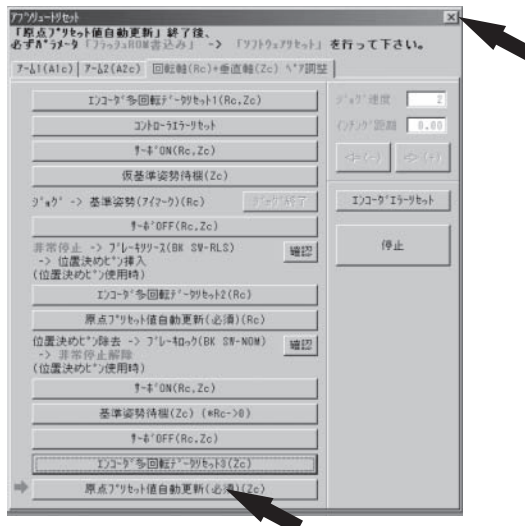 アブソリュートリセット
「原点プリセット値自動更新」終了後、
必ずパラメータ「フラッシュROM書込み」 -> 「ソフトウェアリセット」を行って下さい。
アーム1(A1c) アーム2(A2c) 回転軸(Rc)+垂直軸(Zc) ペア調整
エンコーダ多回転データリセット1(Rc,Zc)
コントローラエラーリセット
サーボON(Rc,Zc)
仮基準姿勢待機(Zc)
ジョグ -> 基準姿勢(アイマーク)(Rc)
ジョグ終了
サーボOFF(Rc,Zc)
非常停止 -> ブレーキリリース(BK SW-RLS)
-> 位置決めピン挿入
(位置決めピン使用時)
確認
エンコーダ多回転データリセット2(Rc)
原点プリセット値自動更新(必須)(Rc)
位置決めピン除去 -> ブレーキロック(BK SW-NOM)
-> 非常停止解除
(位置決めピン使用時)
確認
サーボON(Rc,Zc)
基準姿勢待機(Zc) (*Rc->0)
サーボOFF(Rc,Zc)
エンコーダ多回転データリセット3(Zc)
原点プリセット値自動更新(必須)(Zc)
ジョグ速度 2
インチング距離 0.00
<=(-) =>(+)
エンコーダエラーリセット
停止